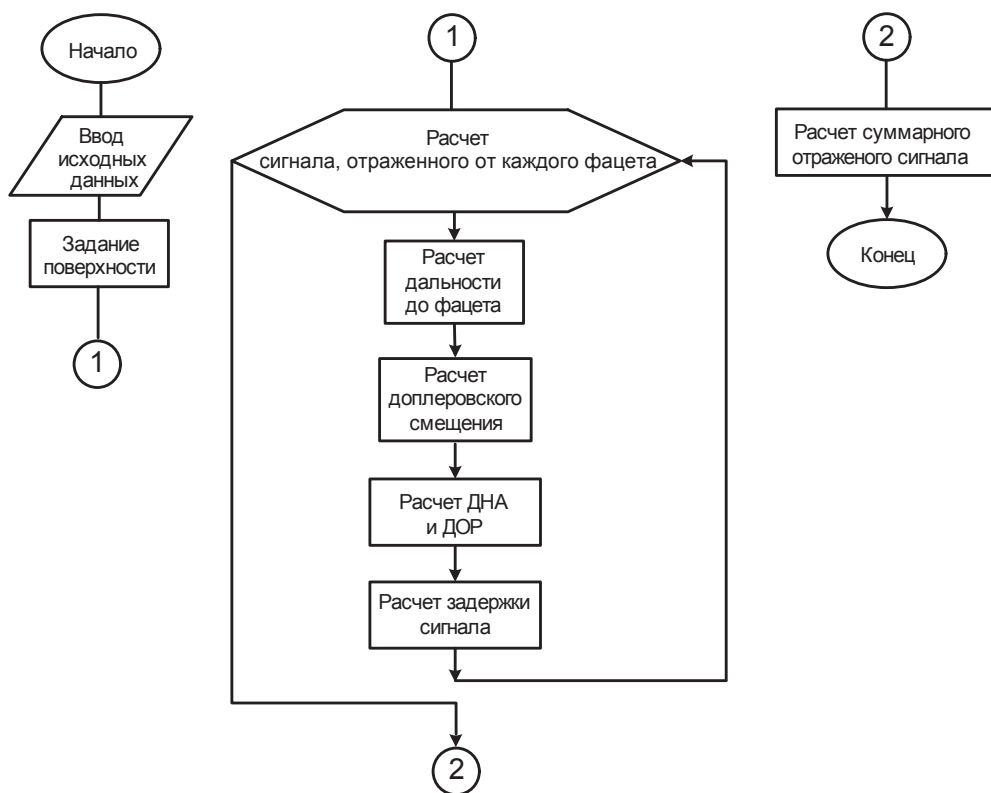 Начало
Ввод
исходных
данных
Задание
поверхности
1
1
Расчет
сигнала, отраженного от каждого фацета
Расчет
дальности
до фацета
Расчет
доплеровского
смещения
Расчет ДНА
и ДОР
Расчет задержки
сигнала
2
2
Расчет суммарного
отраженого сигнала
Конец